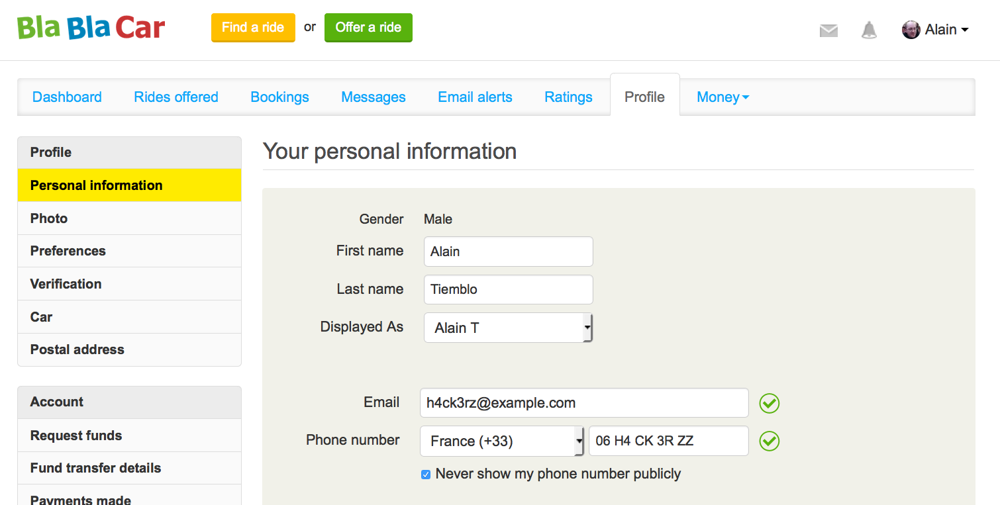 Bla Bla Car Find a ride or Offer a ride Alain
Dashboard Rides offered Bookings Messages Email alerts Ratings Profile Money
Profile
Personal information
Photo
Preferences
Verification
Car
Postal address
Account
Request funds
Fund transfer details
Payments made
Your personal information
Gender Male
First name Alain
Last name Tiemblo
Displayed As Alain T
Email h4ck3rz@example.com
Phone number France (+33) 06 H4 CK 3R ZZ
Never show my phone number publicly